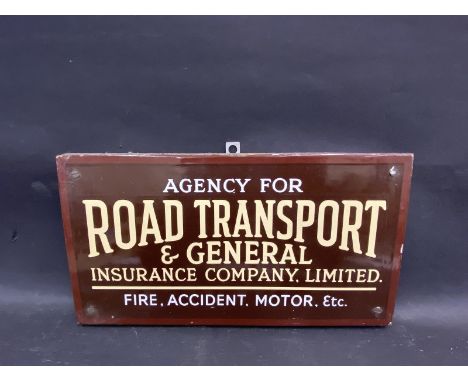 AGENCY FOR
ROAD TRANSPORT
& GENERAL
INSURANCE COMPANY, LIMITED.
FIRE, ACCIDENT, MOTOR, Etc.